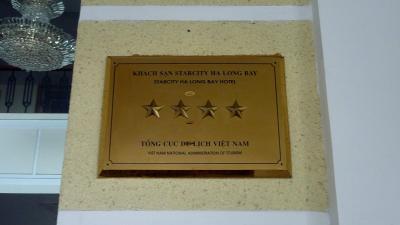 KHÁCH SẠN STARCITY HA LONG BAY
STARCITY HA LONG BAY HOTEL
TỔNG CỤC DU LỊCH VIỆT NAM
VIET NAM NATIONAL ADMINISTRATION OF TOURISM